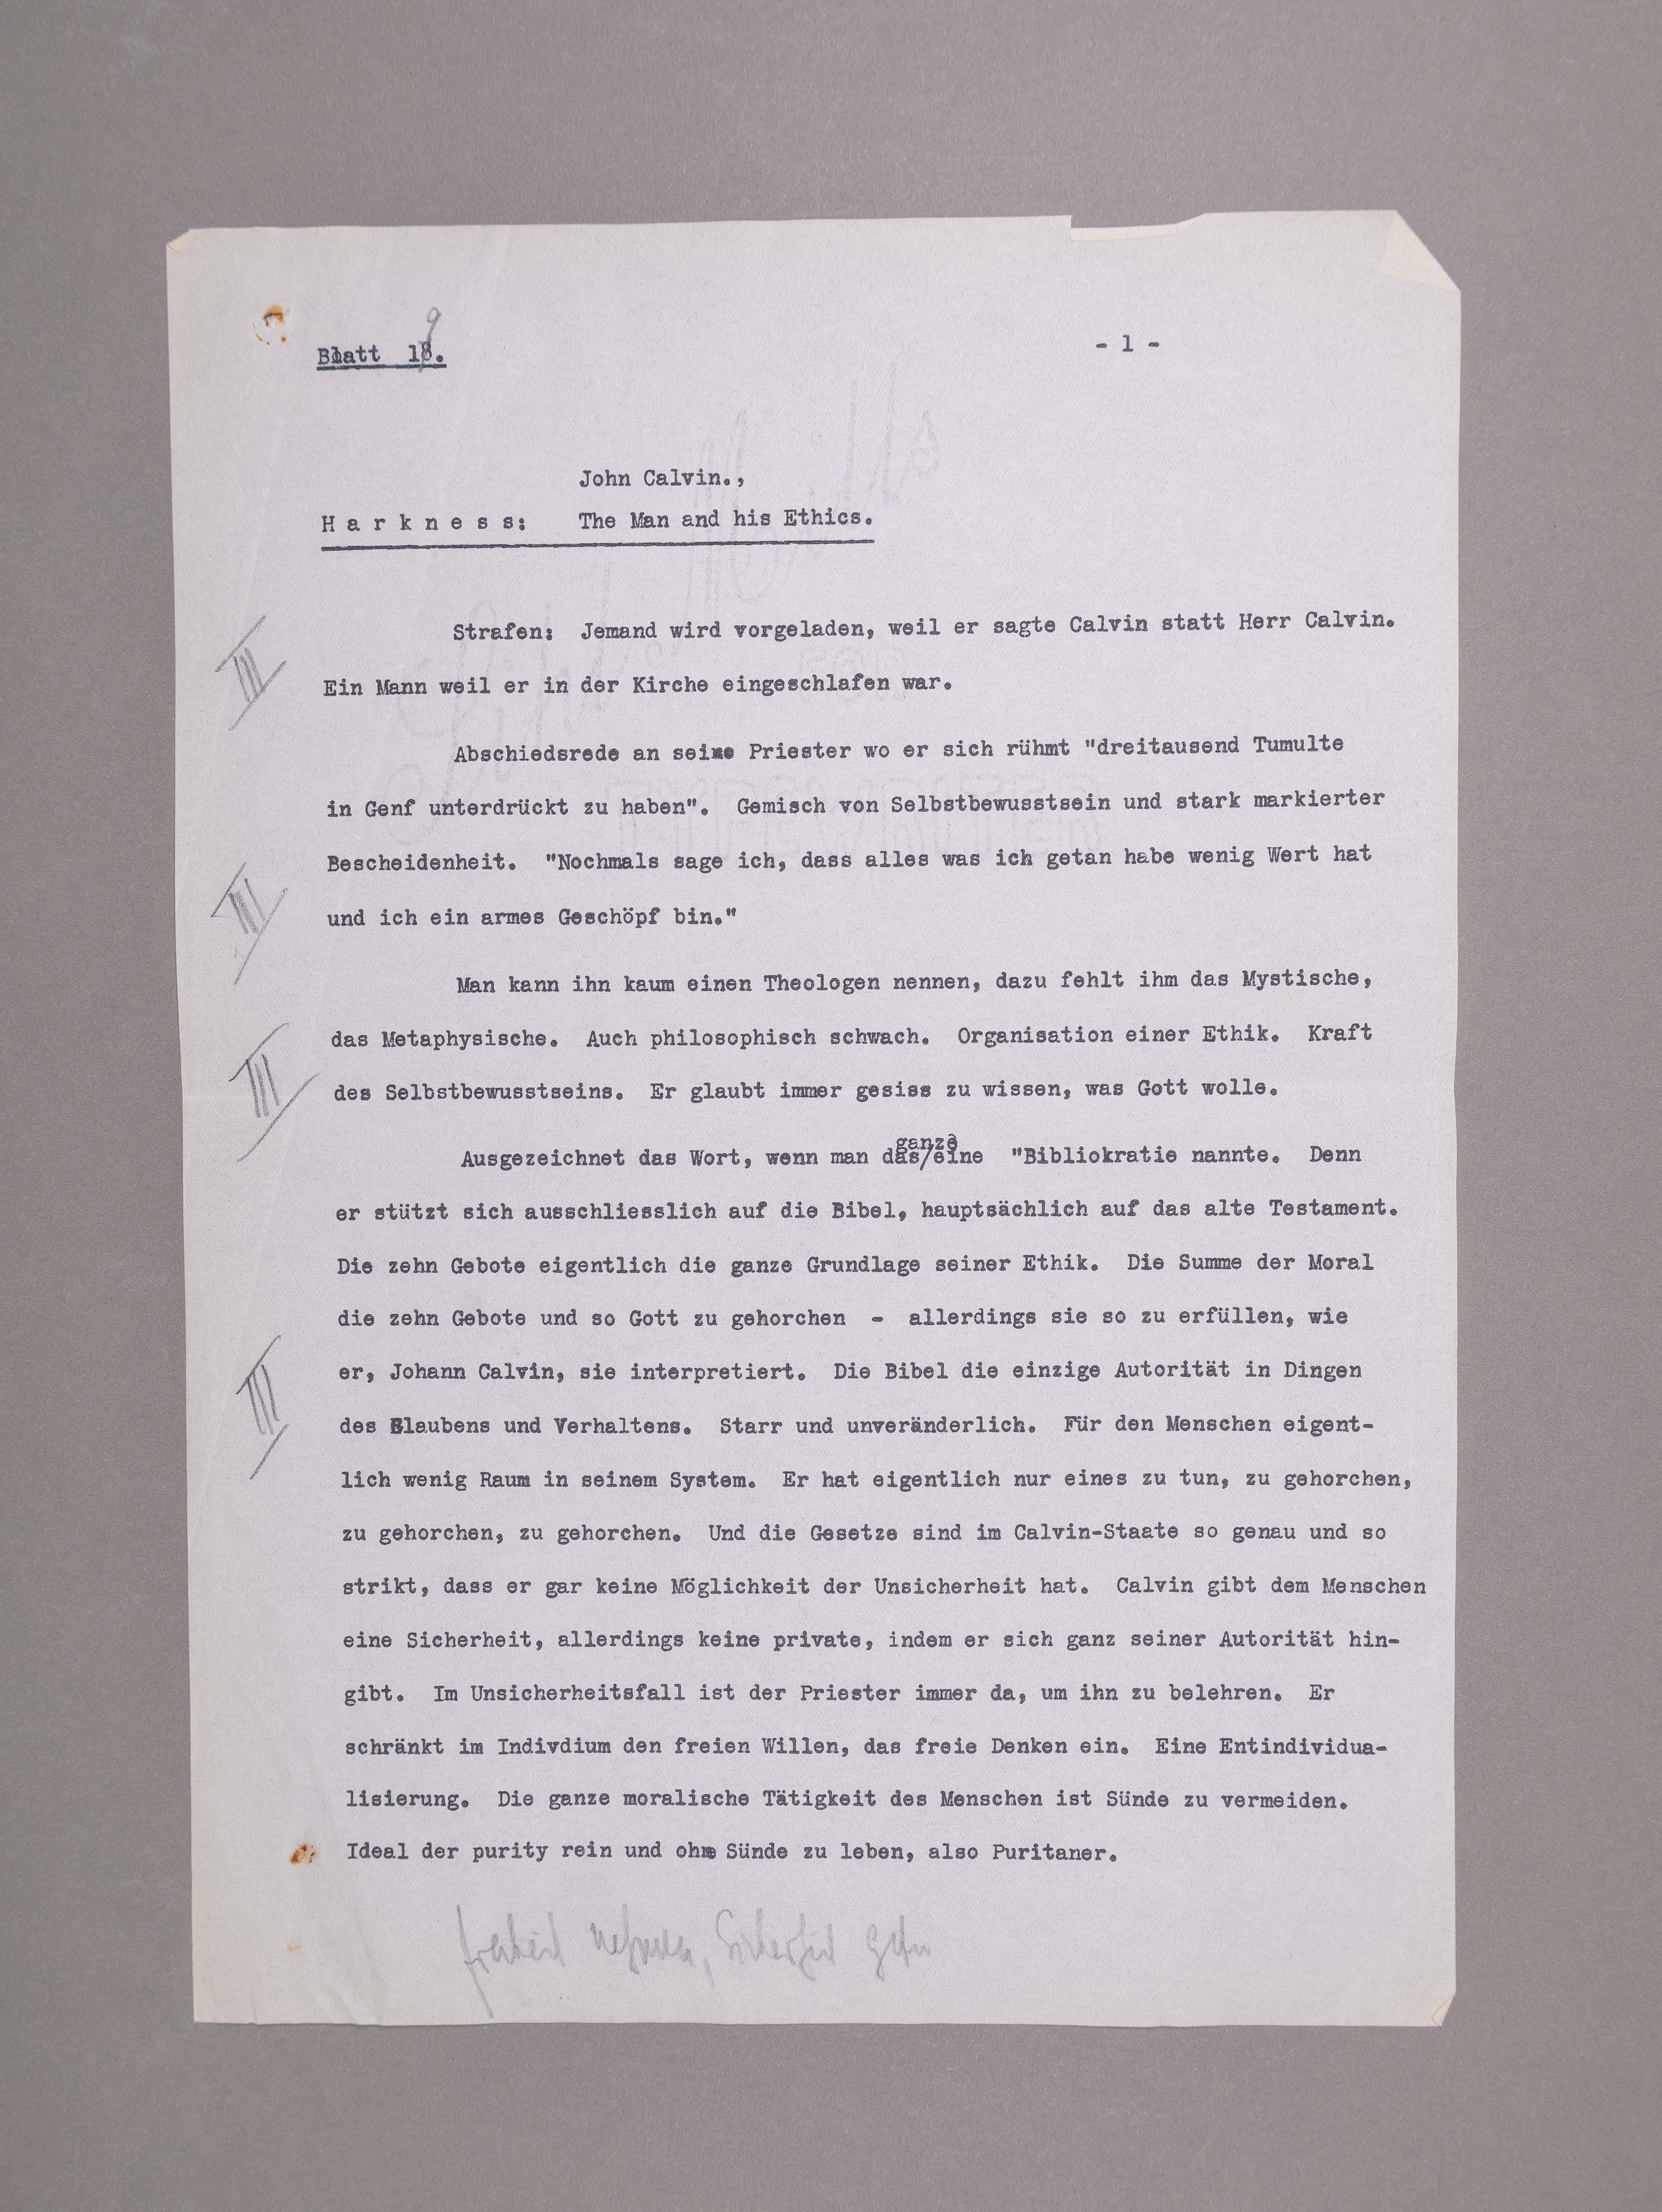 Blatt 19.
- 1 -
John Calvin.,
Harkness: The Man and his Ethics.
III
Strafen: Jemand wird vorgeladen, weil er sagte Calvin statt Herr Calvin.
Ein Mann weil er in der Kirche eingeschlafen war.
Abschiedsrede an seine Priester wo er sich rühmt "dreitausend Tumulte
in Genf unterdrückt zu haben". Gemisch von Selbstbewusstsein und stark markierter
III
Bescheidenheit. "Nochmals sage ich, dass alles was ich getan habe wenig Wert hat
und ich ein armes Geschöpf bin."
Man kann ihn kaum einen Theologen nennen, dazu fehlt ihm das Mystische,
das Metaphysische. Auch philosophisch schwach. Organisation einer Ethik. Kraft
III
des Selbstbewusstseins. Er glaubt immer gesiss zu wissen, was Gott wolle.
Ausgezeichnet das Wort, wenn man das/ganze eine "Bibliokratie nannte. Denn
er stützt sich ausschliesslich auf die Bibel, hauptsächlich auf das alte Testament.
Die zehn Gebote eigentlich die ganze Grundlage seiner Ethik. Die Summe der Moral
die zehn Gebote und so Gott zu gehorchen - allerdings sie so zu erfüllen, wie
er, Johann Calvin, sie interpretiert. Die Bibel die einzige Autorität in Dingen
III
des Glaubens und Verhaltens. Starr und unveränderlich. Für den Menschen eigent-
lich wenig Raum in seinem System. Er hat eigentlich nur eines zu tun, zu gehorchen,
zu gehorchen, zu gehorchen. Und die Gesetze sind im Calvin-Staate so genau und so
strikt, dass er gar keine Möglichkeit der Unsicherheit hat. Calvin gibt dem Menschen
eine Sicherheit, allerdings keine private, indem er sich ganz seiner Autorität hin-
gibt. Im Unsicherheitsfall ist der Priester immer da, um ihn zu belehren. Er
schränkt im Indivdium den freien Willen, das freie Denken ein. Eine Entindividua-
lisierung. Die ganze moralische Tätigkeit des Menschen ist Sünde zu vermeiden.
Ideal der purity rein und ohne Sünde zu leben, also Puritaner.
Freiheit nehmen, Sicherheit geben